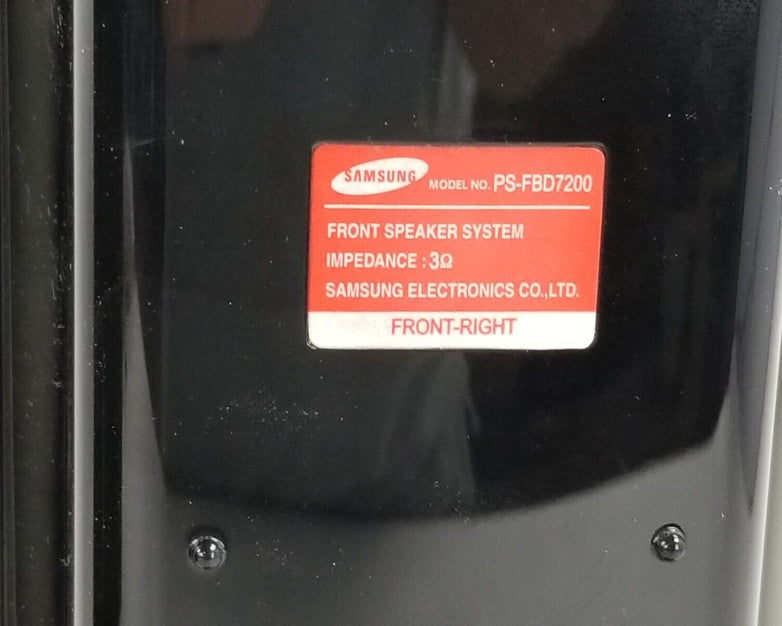 SAMSUNG MODEL NO. PS-FBD7200
FRONT SPEAKER SYSTEM
IMPEDANCE : 3Ω
SAMSUNG ELECTRONICS CO.,LTD.
FRONT-RIGHT